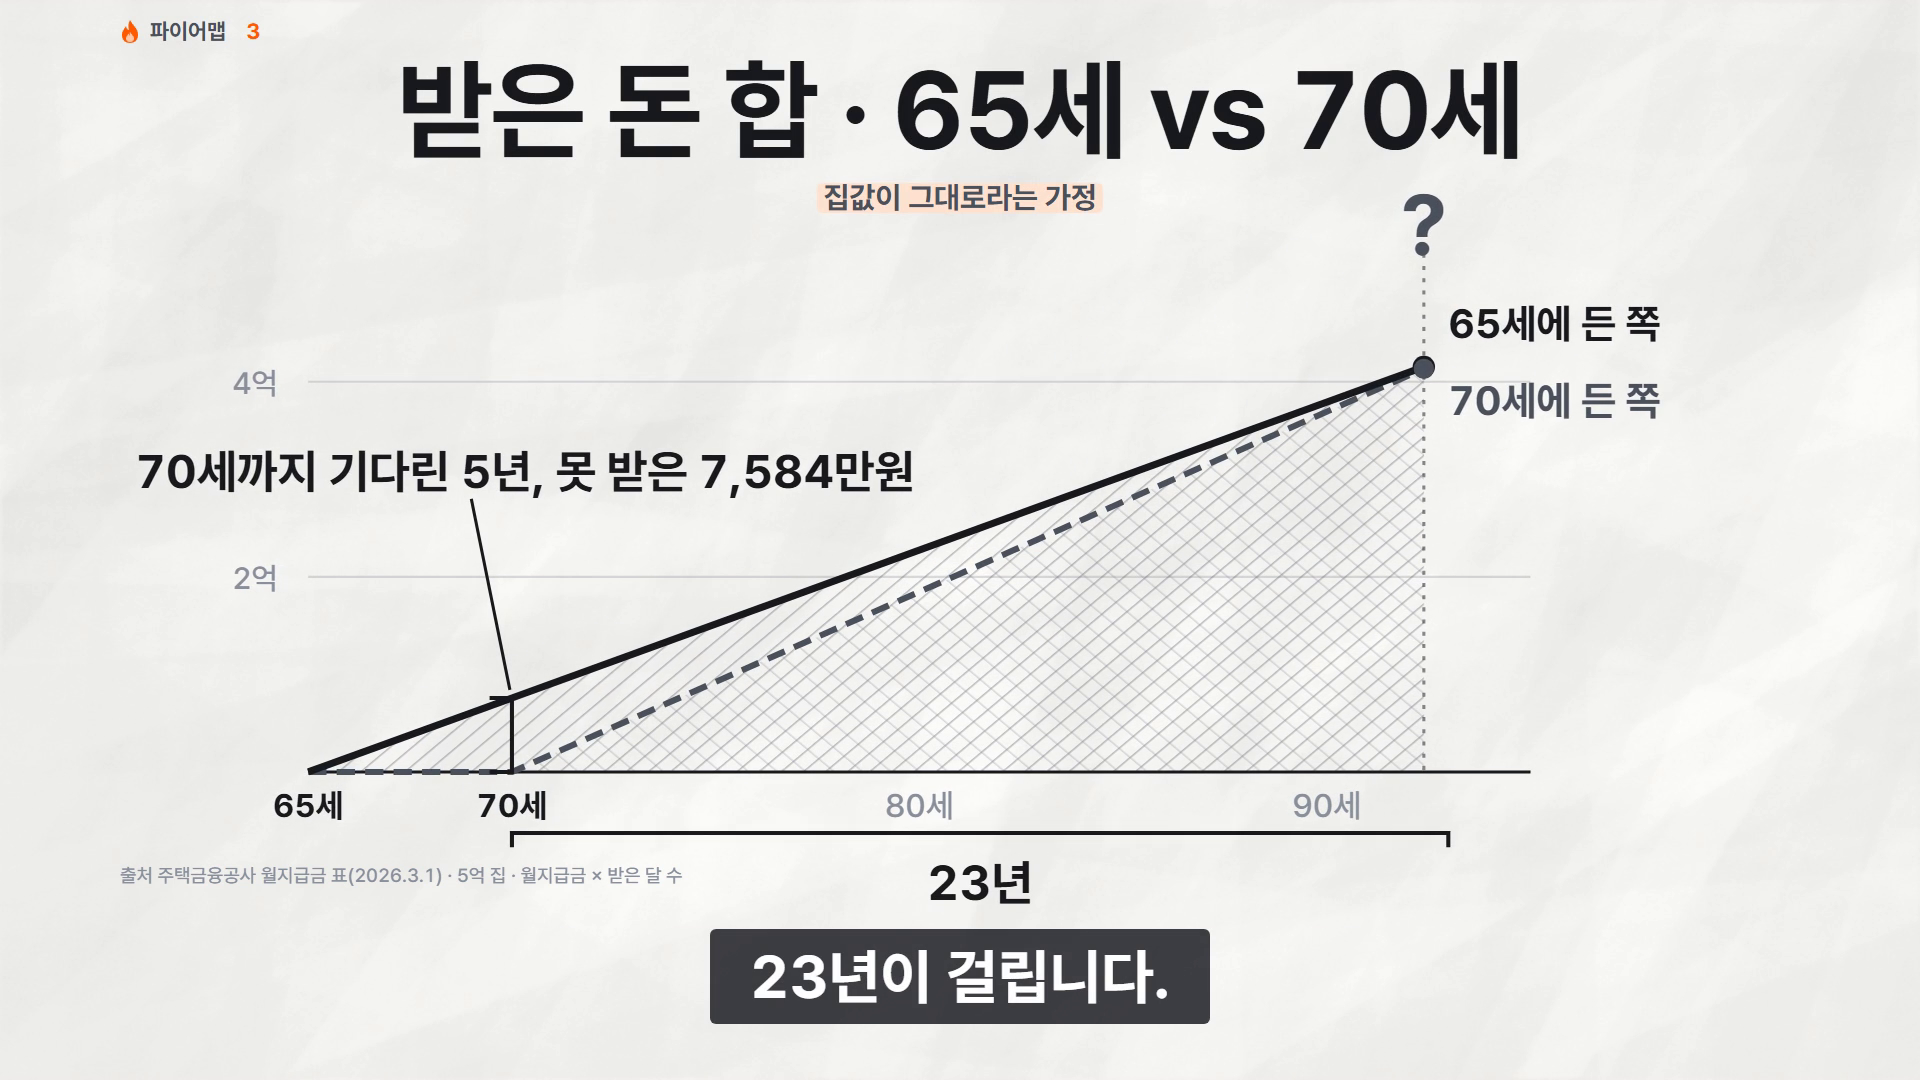 파이어맵 3
받은 돈 합 · 65세 vs 70세
집값이 그대로라는 가정
?
65세에 든 쪽
4억
70세에 든 쪽
70세까지 기다린 5년, 못 받은 7,584만원
2억
65세 70세 80세 90세
출처 주택금융공사 월지급금 표(2026.3.1) · 5억 집 · 월지급금 × 받은 달 수
23년
23년이 걸립니다.